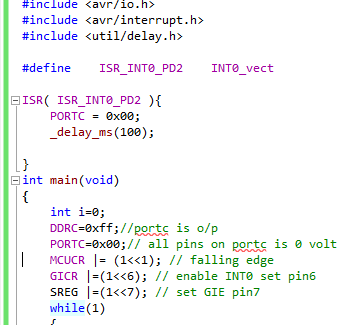 #include <avr/io.h>
#include <avr/interrupt.h>
#include <util/delay.h>
#define ISR_INT0_PD2 INT0_vect
ISR( ISR_INT0_PD2 ){
PORTC = 0x00;
_delay_ms(100);
}
int main(void)
{
int i=0;
DDRC=0xff;//portc is o/p
PORTC=0x00;// all pins on portc is 0 volt
MCUCR |= (1<<1); // falling edge
GICR |=(1<<6); // enable INT0 set pin6
SREG |=(1<<7); // set GIE pin7
while(1)
{